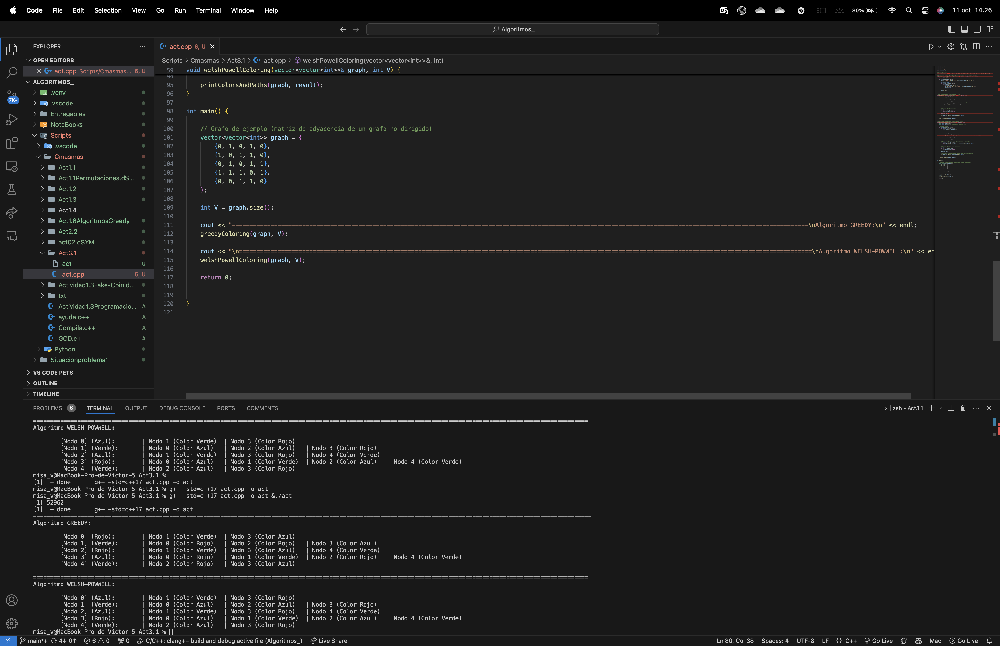 Code File Edit Selection View Go Run Terminal Window Help 80% 11 oct 14:26
Algoritmos_
EXPLORER
OPEN EDITORS
act.cpp Scripts/Cmasmas... 6, U
ALGORITMOS_
.venv
.vscode
Entregables
NoteBooks
Scripts
.vscode
Cmasmas
Act1.1
Act1.1Permutaciones.dS...
Act1.2
Act1.3
Act1.4
Act1.6AlgoritmosGreedy
Act2.2
act02.dSYM
Act3.1
act U
act.cpp 6, U
Actividad1.3Fake-Coin.d...
txt
Actividad1.3Programacio... A
ayuda.c++ A
Compila.c++ A
GCD.c++ A
Python
Situacionproblema1
VS CODE PETS
OUTLINE
TIMELINE
7K+
act.cpp 6, U
Scripts > Cmasmas > Act3.1 > act.cpp > welshPowellColoring(vector<vector<int>>&, int)
59 void welshPowellColoring(vector<vector<int>>& graph, int V) {
94
95 printColorsAndPaths(graph, result);
96 }
97
98 int main() {
99
100 // Grafo de ejemplo (matriz de adyacencia de un grafo no dirigido)
101 vector<vector<int>> graph = {
102 {0, 1, 0, 1, 0},
103 {1, 0, 1, 1, 0},
104 {0, 1, 0, 1, 1},
105 {1, 1, 1, 0, 1},
106 {0, 0, 1, 1, 0}
107 };
108
109 int V = graph.size();
110
111 cout << "--------------------\nAlgoritmo GREEDY:\n" << endl;
112 greedyColoring(graph, V);
113
114 cout << "\n====================\nAlgoritmo WELSH-POWWELL:\n" << en
115 welshPowellColoring(graph, V);
116
117 return 0;
118
119
120 }
121
PROBLEMS 6 TERMINAL OUTPUT DEBUG CONSOLE PORTS COMMENTS zsh - Act3.1
====================
Algoritmo WELSH-POWWELL:
[Nodo 0] (Azul): | Nodo 1 (Color Verde) | Nodo 3 (Color Rojo)
[Nodo 1] (Verde): | Nodo 0 (Color Azul) | Nodo 2 (Color Azul) | Nodo 3 (Color Rojo)
[Nodo 2] (Azul): | Nodo 1 (Color Verde) | Nodo 3 (Color Rojo) | Nodo 4 (Color Verde)
[Nodo 3] (Rojo): | Nodo 0 (Color Azul) | Nodo 1 (Color Verde) | Nodo 2 (Color Azul) | Nodo 4 (Color Verde)
[Nodo 4] (Verde): | Nodo 2 (Color Azul) | Nodo 3 (Color Rojo)
misa_v@MacBook-Pro-de-Victor-5 Act3.1 %
[1] + done g++ -std=c++17 act.cpp -o act
misa_v@MacBook-Pro-de-Victor-5 Act3.1 % g++ -std=c++17 act.cpp -o act
misa_v@MacBook-Pro-de-Victor-5 Act3.1 % g++ -std=c++17 act.cpp -o act &./act
[1] 52962
[1] + done g++ -std=c++17 act.cpp -o act
--------------------
Algoritmo GREEDY:
[Nodo 0] (Rojo): | Nodo 1 (Color Verde) | Nodo 3 (Color Azul)
[Nodo 1] (Verde): | Nodo 0 (Color Rojo) | Nodo 2 (Color Rojo) | Nodo 3 (Color Azul)
[Nodo 2] (Rojo): | Nodo 1 (Color Verde) | Nodo 3 (Color Azul) | Nodo 4 (Color Verde)
[Nodo 3] (Azul): | Nodo 0 (Color Rojo) | Nodo 1 (Color Verde) | Nodo 2 (Color Rojo) | Nodo 4 (Color Verde)
[Nodo 4] (Verde): | Nodo 2 (Color Rojo) | Nodo 3 (Color Azul)
====================
Algoritmo WELSH-POWWELL:
[Nodo 0] (Azul): | Nodo 1 (Color Verde) | Nodo 3 (Color Rojo)
[Nodo 1] (Verde): | Nodo 0 (Color Azul) | Nodo 2 (Color Azul) | Nodo 3 (Color Rojo)
[Nodo 2] (Azul): | Nodo 1 (Color Verde) | Nodo 3 (Color Rojo) | Nodo 4 (Color Verde)
[Nodo 3] (Rojo): | Nodo 0 (Color Azul) | Nodo 1 (Color Verde) | Nodo 2 (Color Azul) | Nodo 4 (Color Verde)
[Nodo 4] (Verde): | Nodo 2 (Color Azul) | Nodo 3 (Color Rojo)
misa_v@MacBook-Pro-de-Victor-5 Act3.1 %
main*+ 4↓ 0↑ 6 0 0 C/C++: clang++ build and debug active file (Algoritmos_) Live Share Ln 80, Col 38 Spaces: 4 UTF-8 LF {} C++ Go Live Mac Go Live